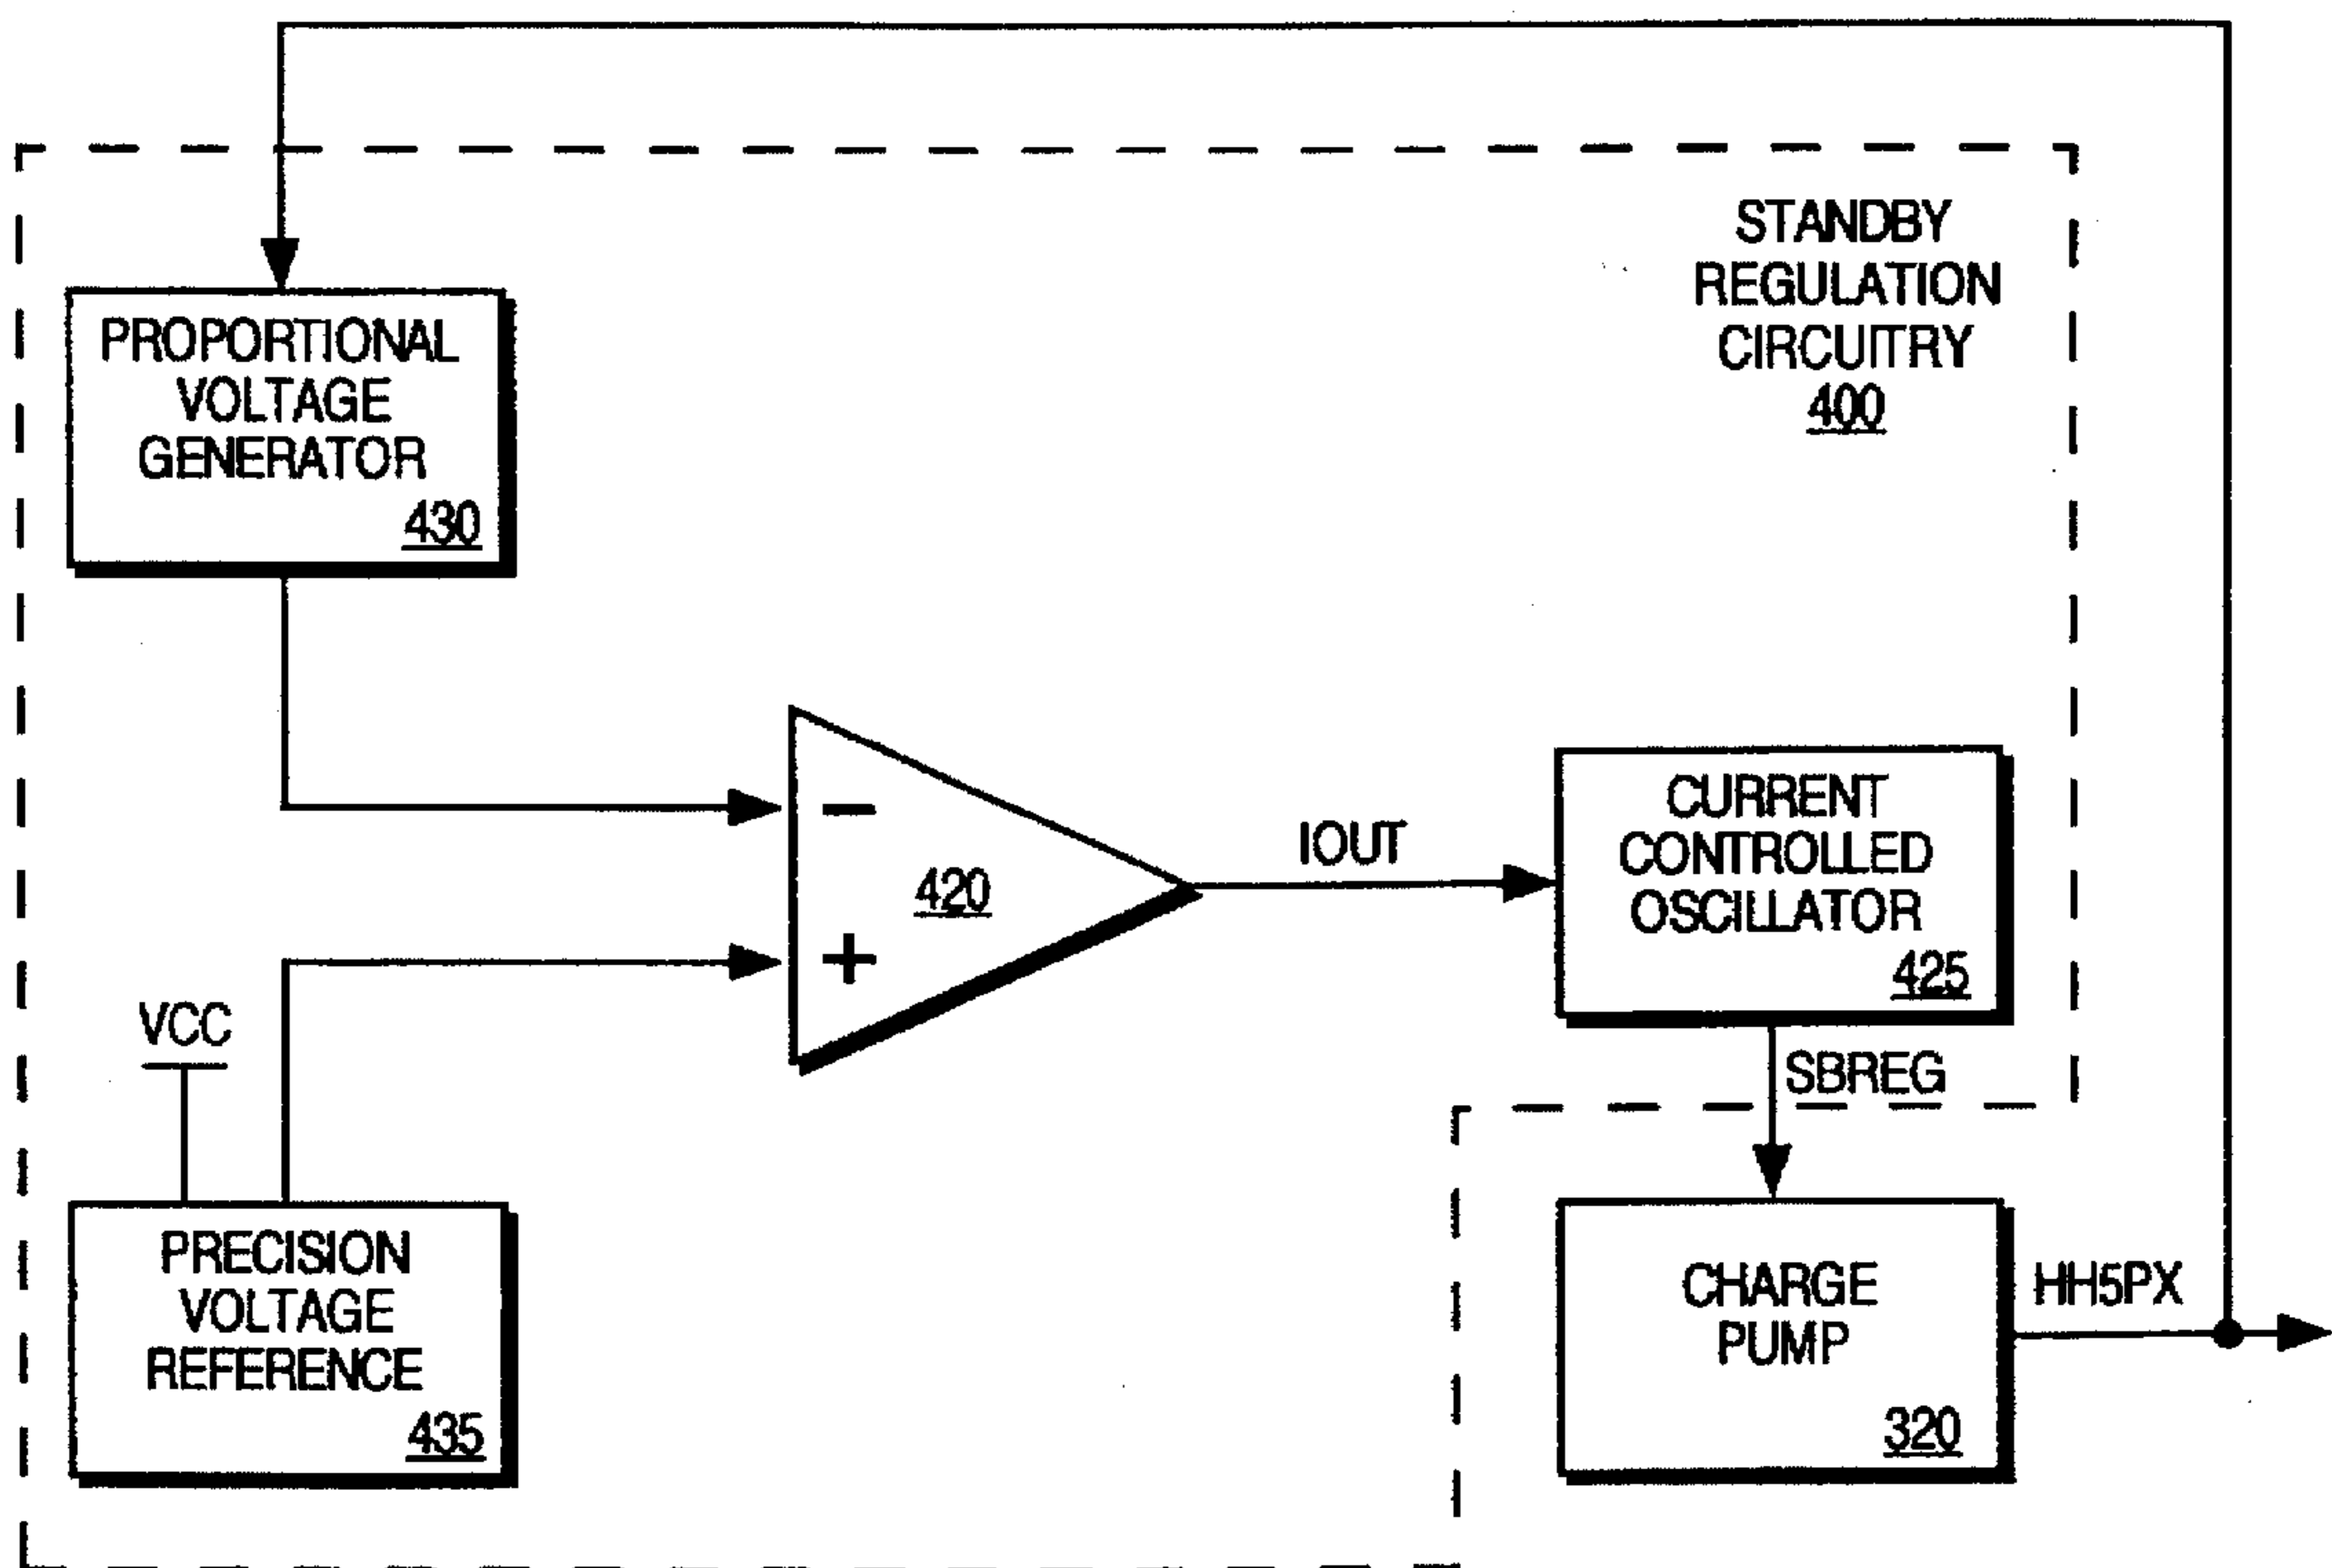 STANDBY
REGULATION
CIRCUITRY
400
PROPORTIONAL
VOLTAGE
GENERATOR
430
-
420
+
IOUT
CURRENT
CONTROLLED
OSCILLATOR
425
VCC
SBREG
PRECISION
VOLTAGE
REFERENCE
435
CHARGE
PUMP
320
HH5PX